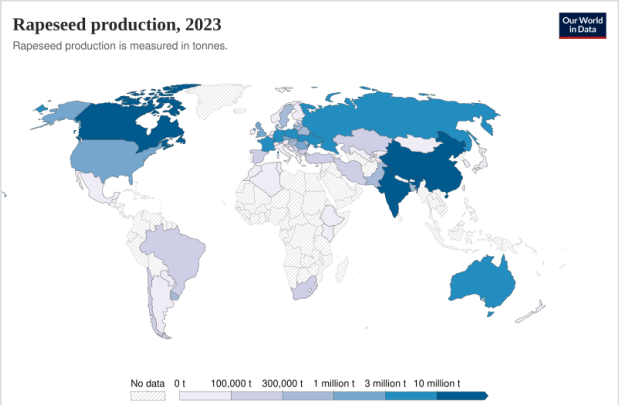 Rapeseed production, 2023
Our World
in Data
Rapeseed production is measured in tonnes.
No data 0 t 100,000 t 300,000 t 1 million t 3 million t 10 million t